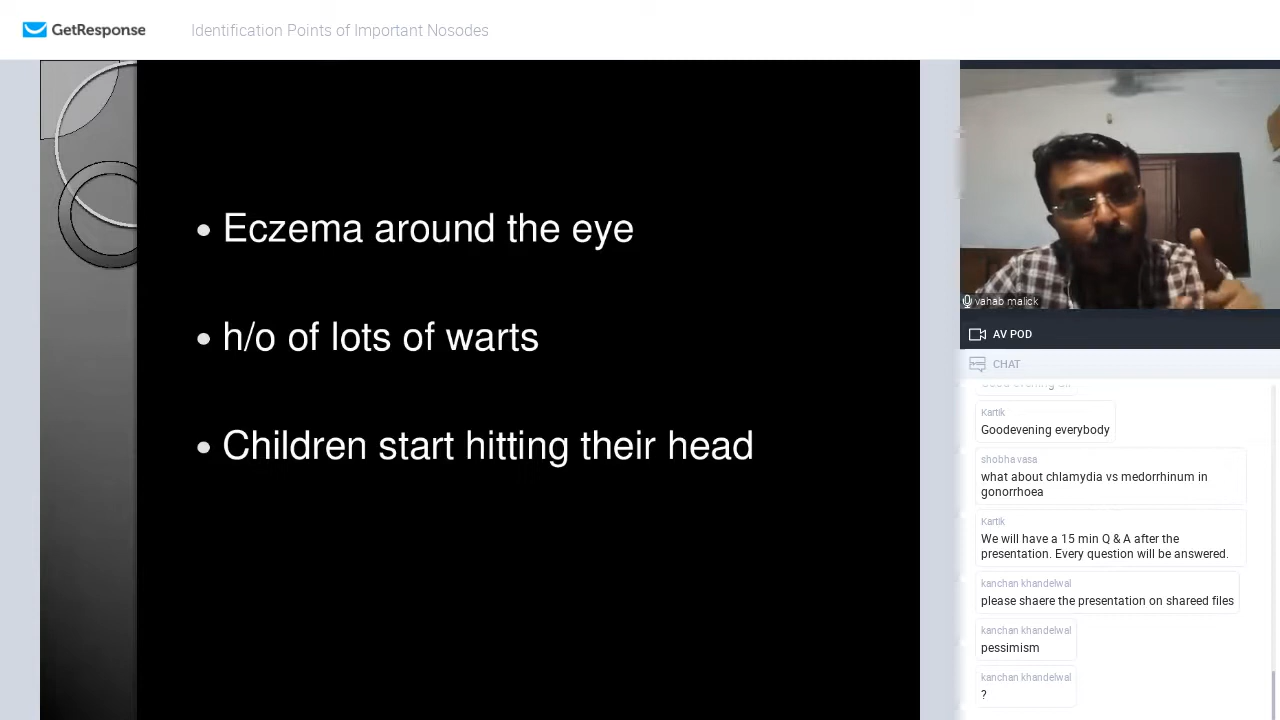 GetResponse
Identification Points of Important Nosodes
• Eczema around the eye
• h/o of lots of warts
• Children start hitting their head
vahab malick
AV POD
CHAT
Kartik
Goodevening everybody
shobha vasa
what about chlamydia vs medorrhinum in
gonorrhoea
Kartik
We will have a 15 min Q & A after the
presentation. Every question will be answered.
kanchan khandelwal
please shaere the presentation on shareed files
kanchan khandelwal
pessimism
kanchan khandelwal
?